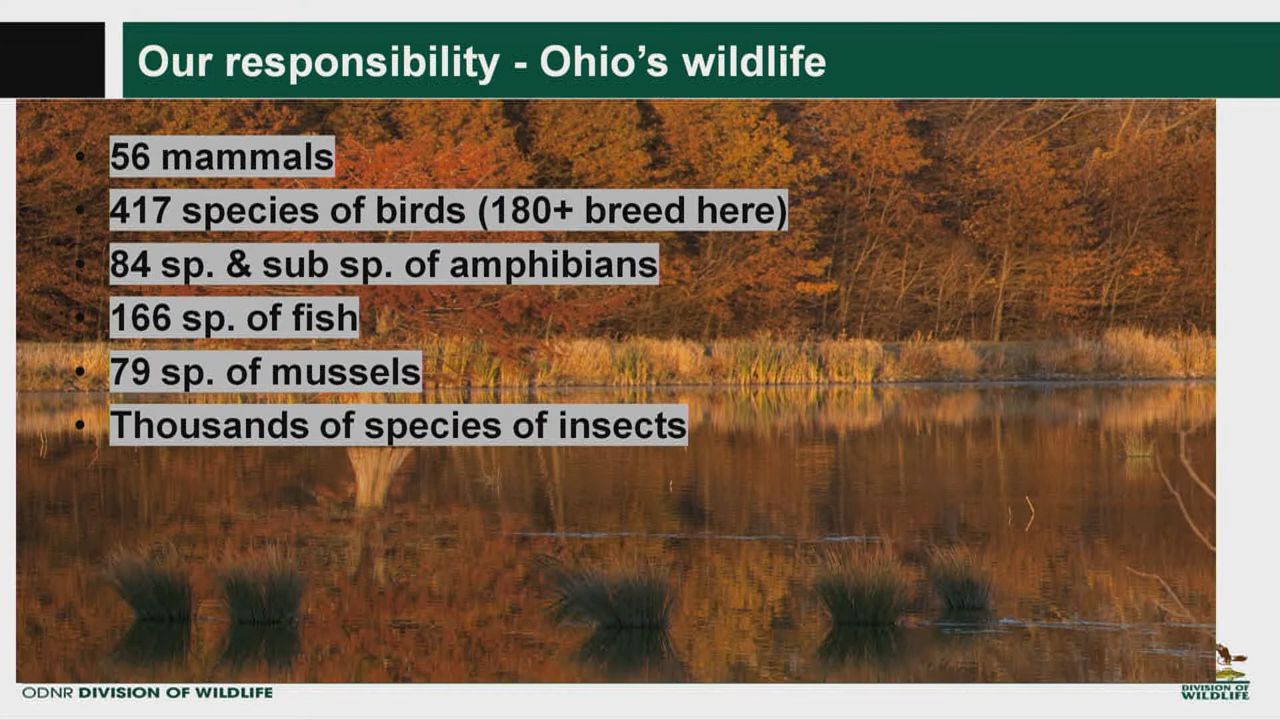 Our responsibility - Ohio’s wildlife
• 56 mammals
• 417 species of birds (180+ breed here)
• 84 sp. & sub sp. of amphibians
• 166 sp. of fish
• 79 sp. of mussels
• Thousands of species of insects
ODNR DIVISION OF WILDLIFE
DIVISION OF
WILDLIFE